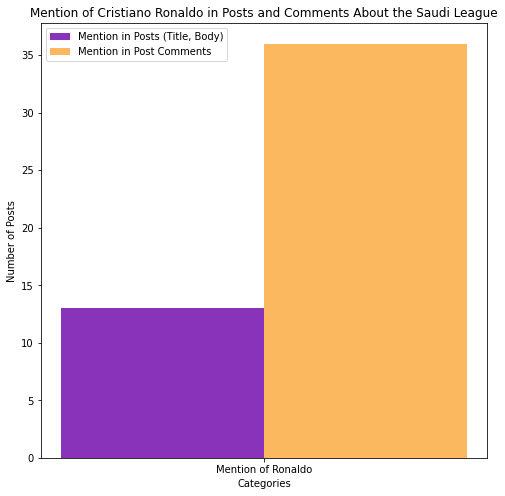 Mention of Cristiano Ronaldo in Posts and Comments About the Saudi League
Mention in Posts (Title, Body)
Mention in Post Comments
35
30
25
20
15
10
5
0
Number of Posts
Mention of Ronaldo
Categories